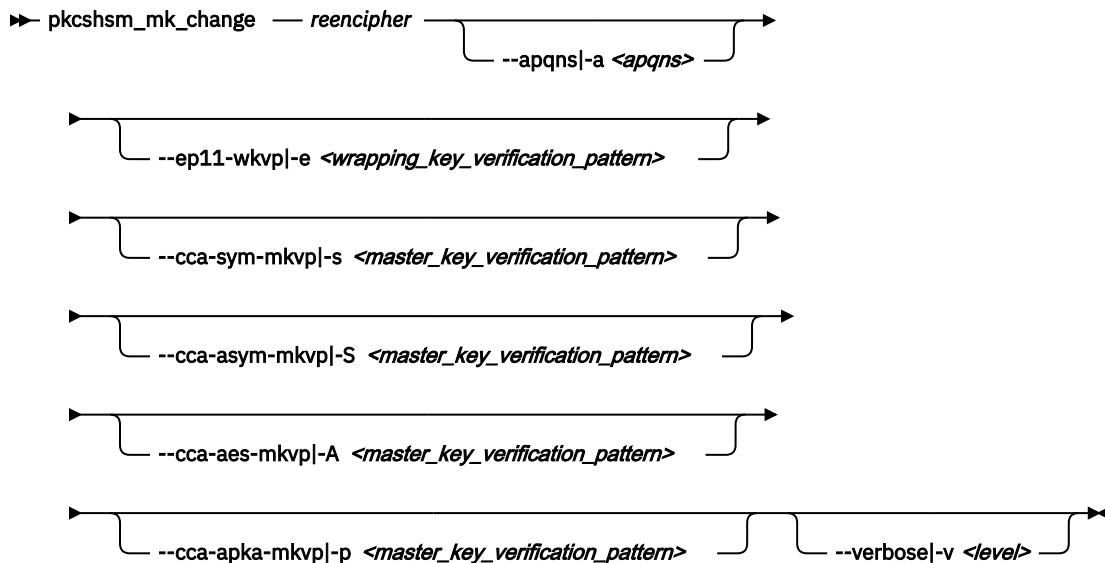 pkcshsm_mk_change reencipher
--apqns|-a <apqns>
--ep11-wkvp|-e <wrapping_key_verification_pattern>
--cca-sym-mkvp|-s <master_key_verification_pattern>
--cca-asym-mkvp|-S <master_key_verification_pattern>
--cca-aes-mkvp|-A <master_key_verification_pattern>
--cca-apka-mkvp|-p <master_key_verification_pattern> --verbose|-v <level>